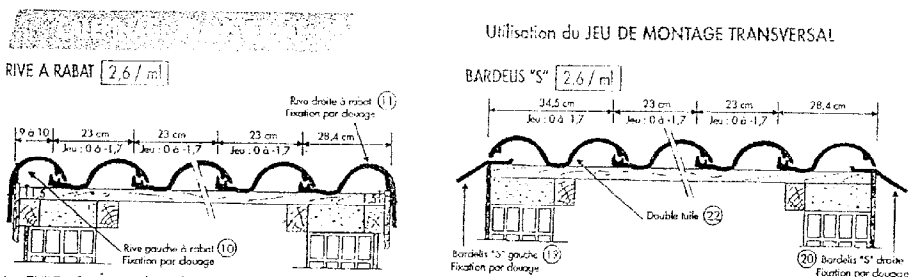 Utilisation du JEU DE MONTAGE TRANSVERSAL
RIVE A RABAT 2,6 / ml
Rive droite à rabat 11
Fixation par clouage
9 à 10
23 cm
Jeu : 0 à -1,7
23 cm
Jeu : 0 à -1,7
23 cm
Jeu : 0 à -1,7
28,4 cm
Rive gauche à rabat 10
Fixation par clouage
BARDELIS "S" 2,6 / ml
34,5 cm
Jeu : 0 à -1,7
23 cm
Jeu : 0 à -1,7
23 cm
Jeu : 0 à -1,7
28,4 cm
Double tuile 22
Bardelis "S" gauche 19
Fixation par clouage
20 Bardelis "S" droite
Fixation par clouage